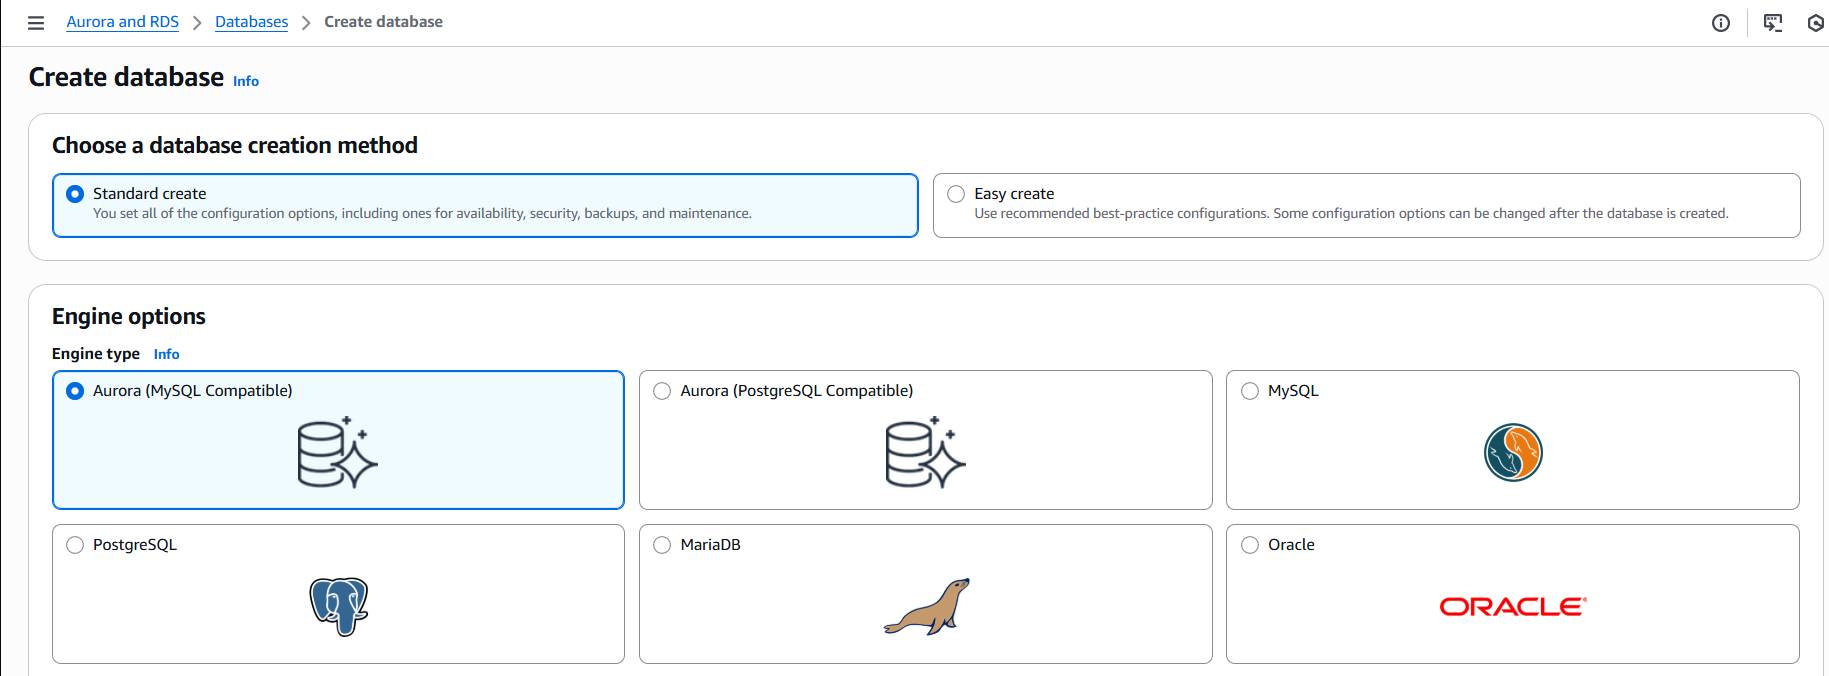 Aurora and RDS > Databases > Create database
Create database Info
Choose a database creation method
Standard create
You set all of the configuration options, including ones for availability, security, backups, and maintenance.
Easy create
Use recommended best-practice configurations. Some configuration options can be changed after the database is created.
Engine options
Engine type Info
Aurora (MySQL Compatible)
Aurora (PostgreSQL Compatible)
MySQL
PostgreSQL
MariaDB
Oracle
ORACLE